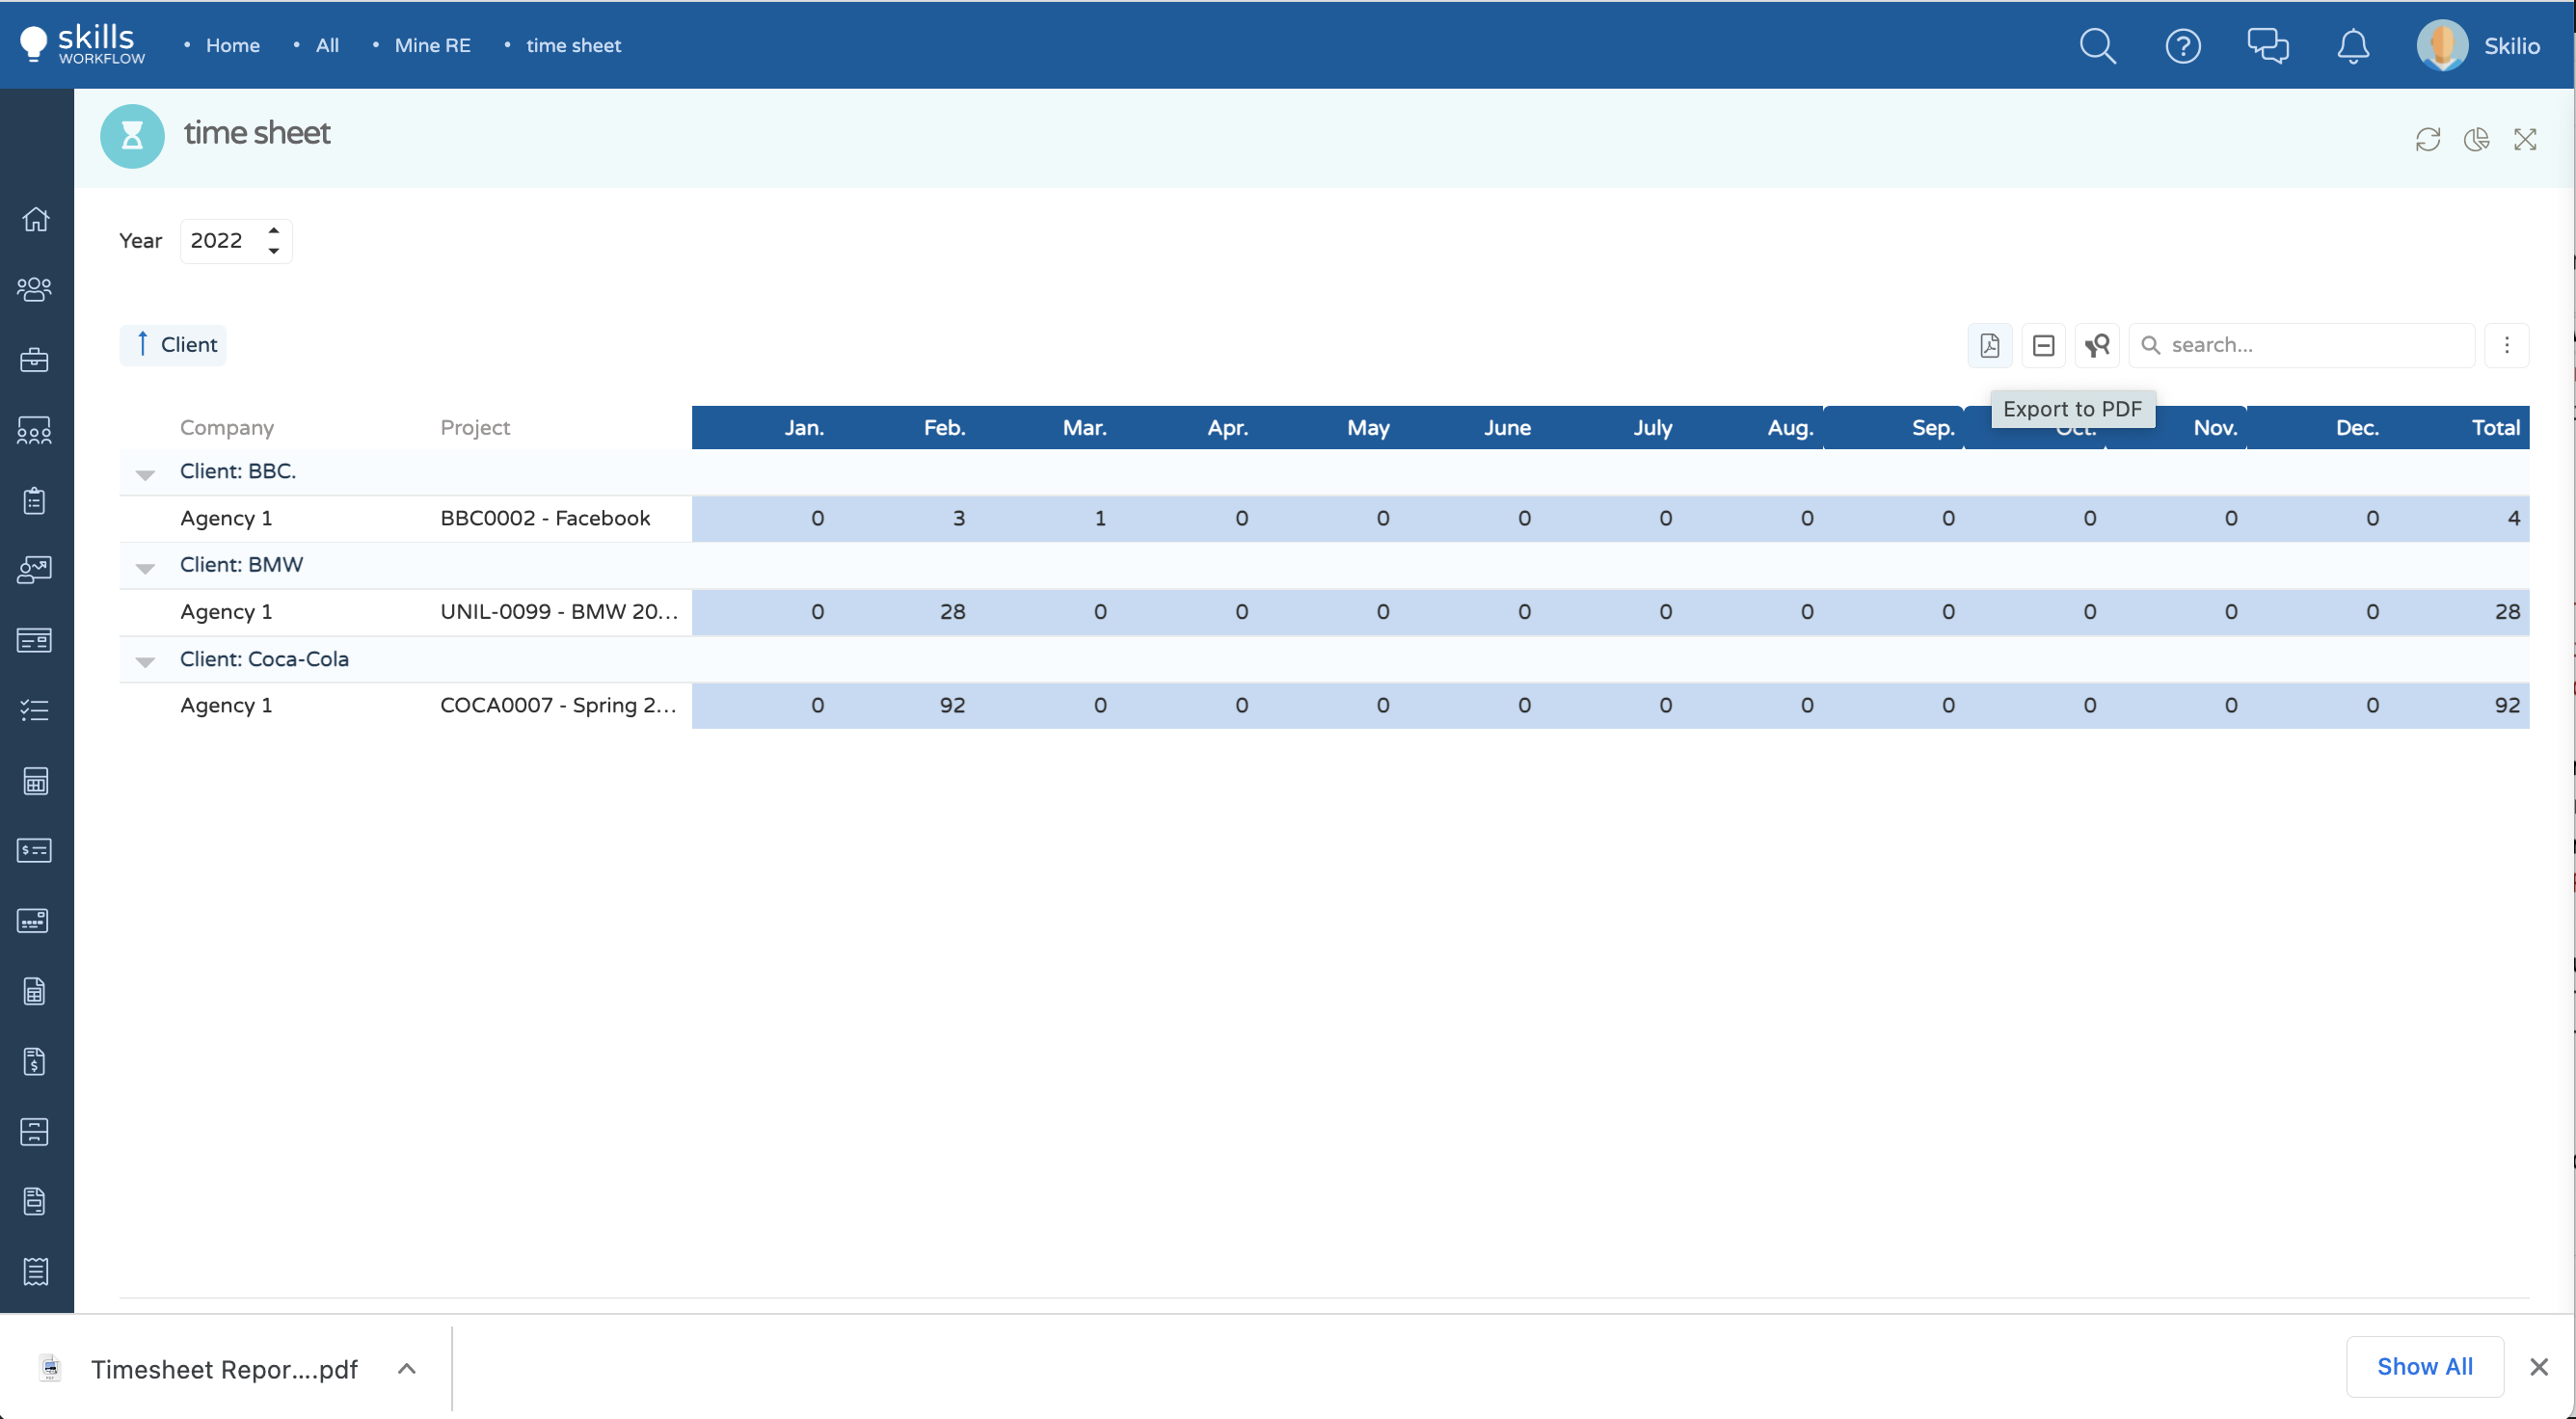 skills
WORKFLOW
• Home • All • Mine RE • time sheet
Skilio
time sheet
Year 2022
Client
search...
Export to PDF
Company Project Jan. Feb. Mar. Apr. May June July Aug. Sep. Oct. Nov. Dec. Total
Client: BBC.
Agency 1 BBC0002 - Facebook 0 3 1 0 0 0 0 0 0 0 0 0 4
Client: BMW
Agency 1 UNIL-0099 - BMW 20... 0 28 0 0 0 0 0 0 0 0 0 0 28
Client: Coca-Cola
Agency 1 COCA0007 - Spring 2... 0 92 0 0 0 0 0 0 0 0 0 0 92
Timesheet Repor....pdf
Show All